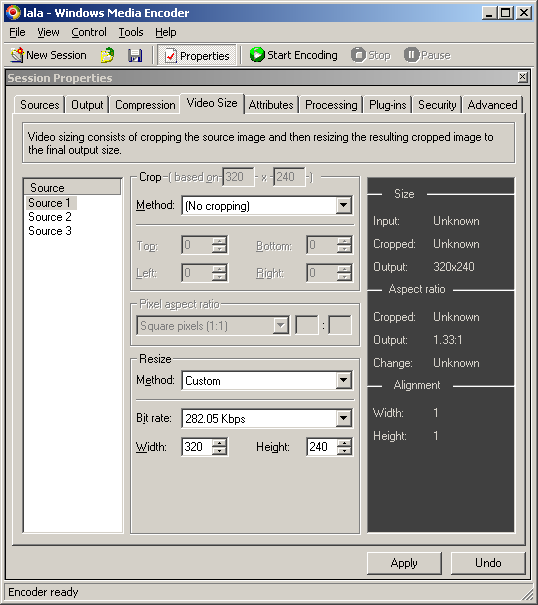 lala - Windows Media Encoder
File View Control Tools Help
New Session Properties Start Encoding Stop Pause
Session Properties
Sources Output Compression Video Size Attributes Processing Plug-ins Security Advanced
Video sizing consists of cropping the source image and then resizing the resulting cropped image to
the final output size.
Source
Source 1
Source 2
Source 3
Crop ( based on 320 x 240 )
Method: (No cropping)
Top: 0 Bottom: 0
Left: 0 Right: 0
Pixel aspect ratio
Square pixels (1:1) :
Resize
Method: Custom
Bit rate: 282.05 Kbps
Width: 320 Height: 240
Size
Input: Unknown
Cropped: Unknown
Output: 320x240
Aspect ratio
Cropped: Unknown
Output: 1.33:1
Change: Unknown
Alignment
Width: 1
Height: 1
Apply Undo
Encoder ready